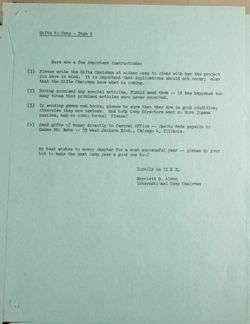 Gifts to Camp - Page 2
Here are a few important instructions:
(1) Please write the Gifts Chairman at either camp to clear with her the project
you have in mind. It is important that duplications should not occur; also
that the Gifts Chairman know what is coming.
(2) Having promised any special articles, PLEASE send them -- it has happened too
many times that promised articles were never received.
(3) In sending games and books, please be sure that they are in good condition;
otherwise they are useless. And both Camp Directors want no more jigsaw
puzzles, and no comic books! Please!
(4) Send gifts of money directly to Central Office -- checks made payable to
Gamma Phi Beta -- 53 West Jackson Blvd., Chicago 4, Illinois.
My best wishes to every chapter for a most successful year -- please do your
bit to make the next camp year a good one too!
Loyally in Π Κ Ε,
Harriett D. Alden
International Camp Chairman